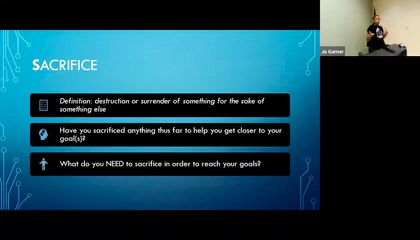 SACRIFICE
Jo Garner
Definition: destruction or surrender of something for the sake of
something else
Have you sacrificed anything thus far to help you get closer to your
goal(s)?
What do you NEED to sacrifice in order to reach your goals?